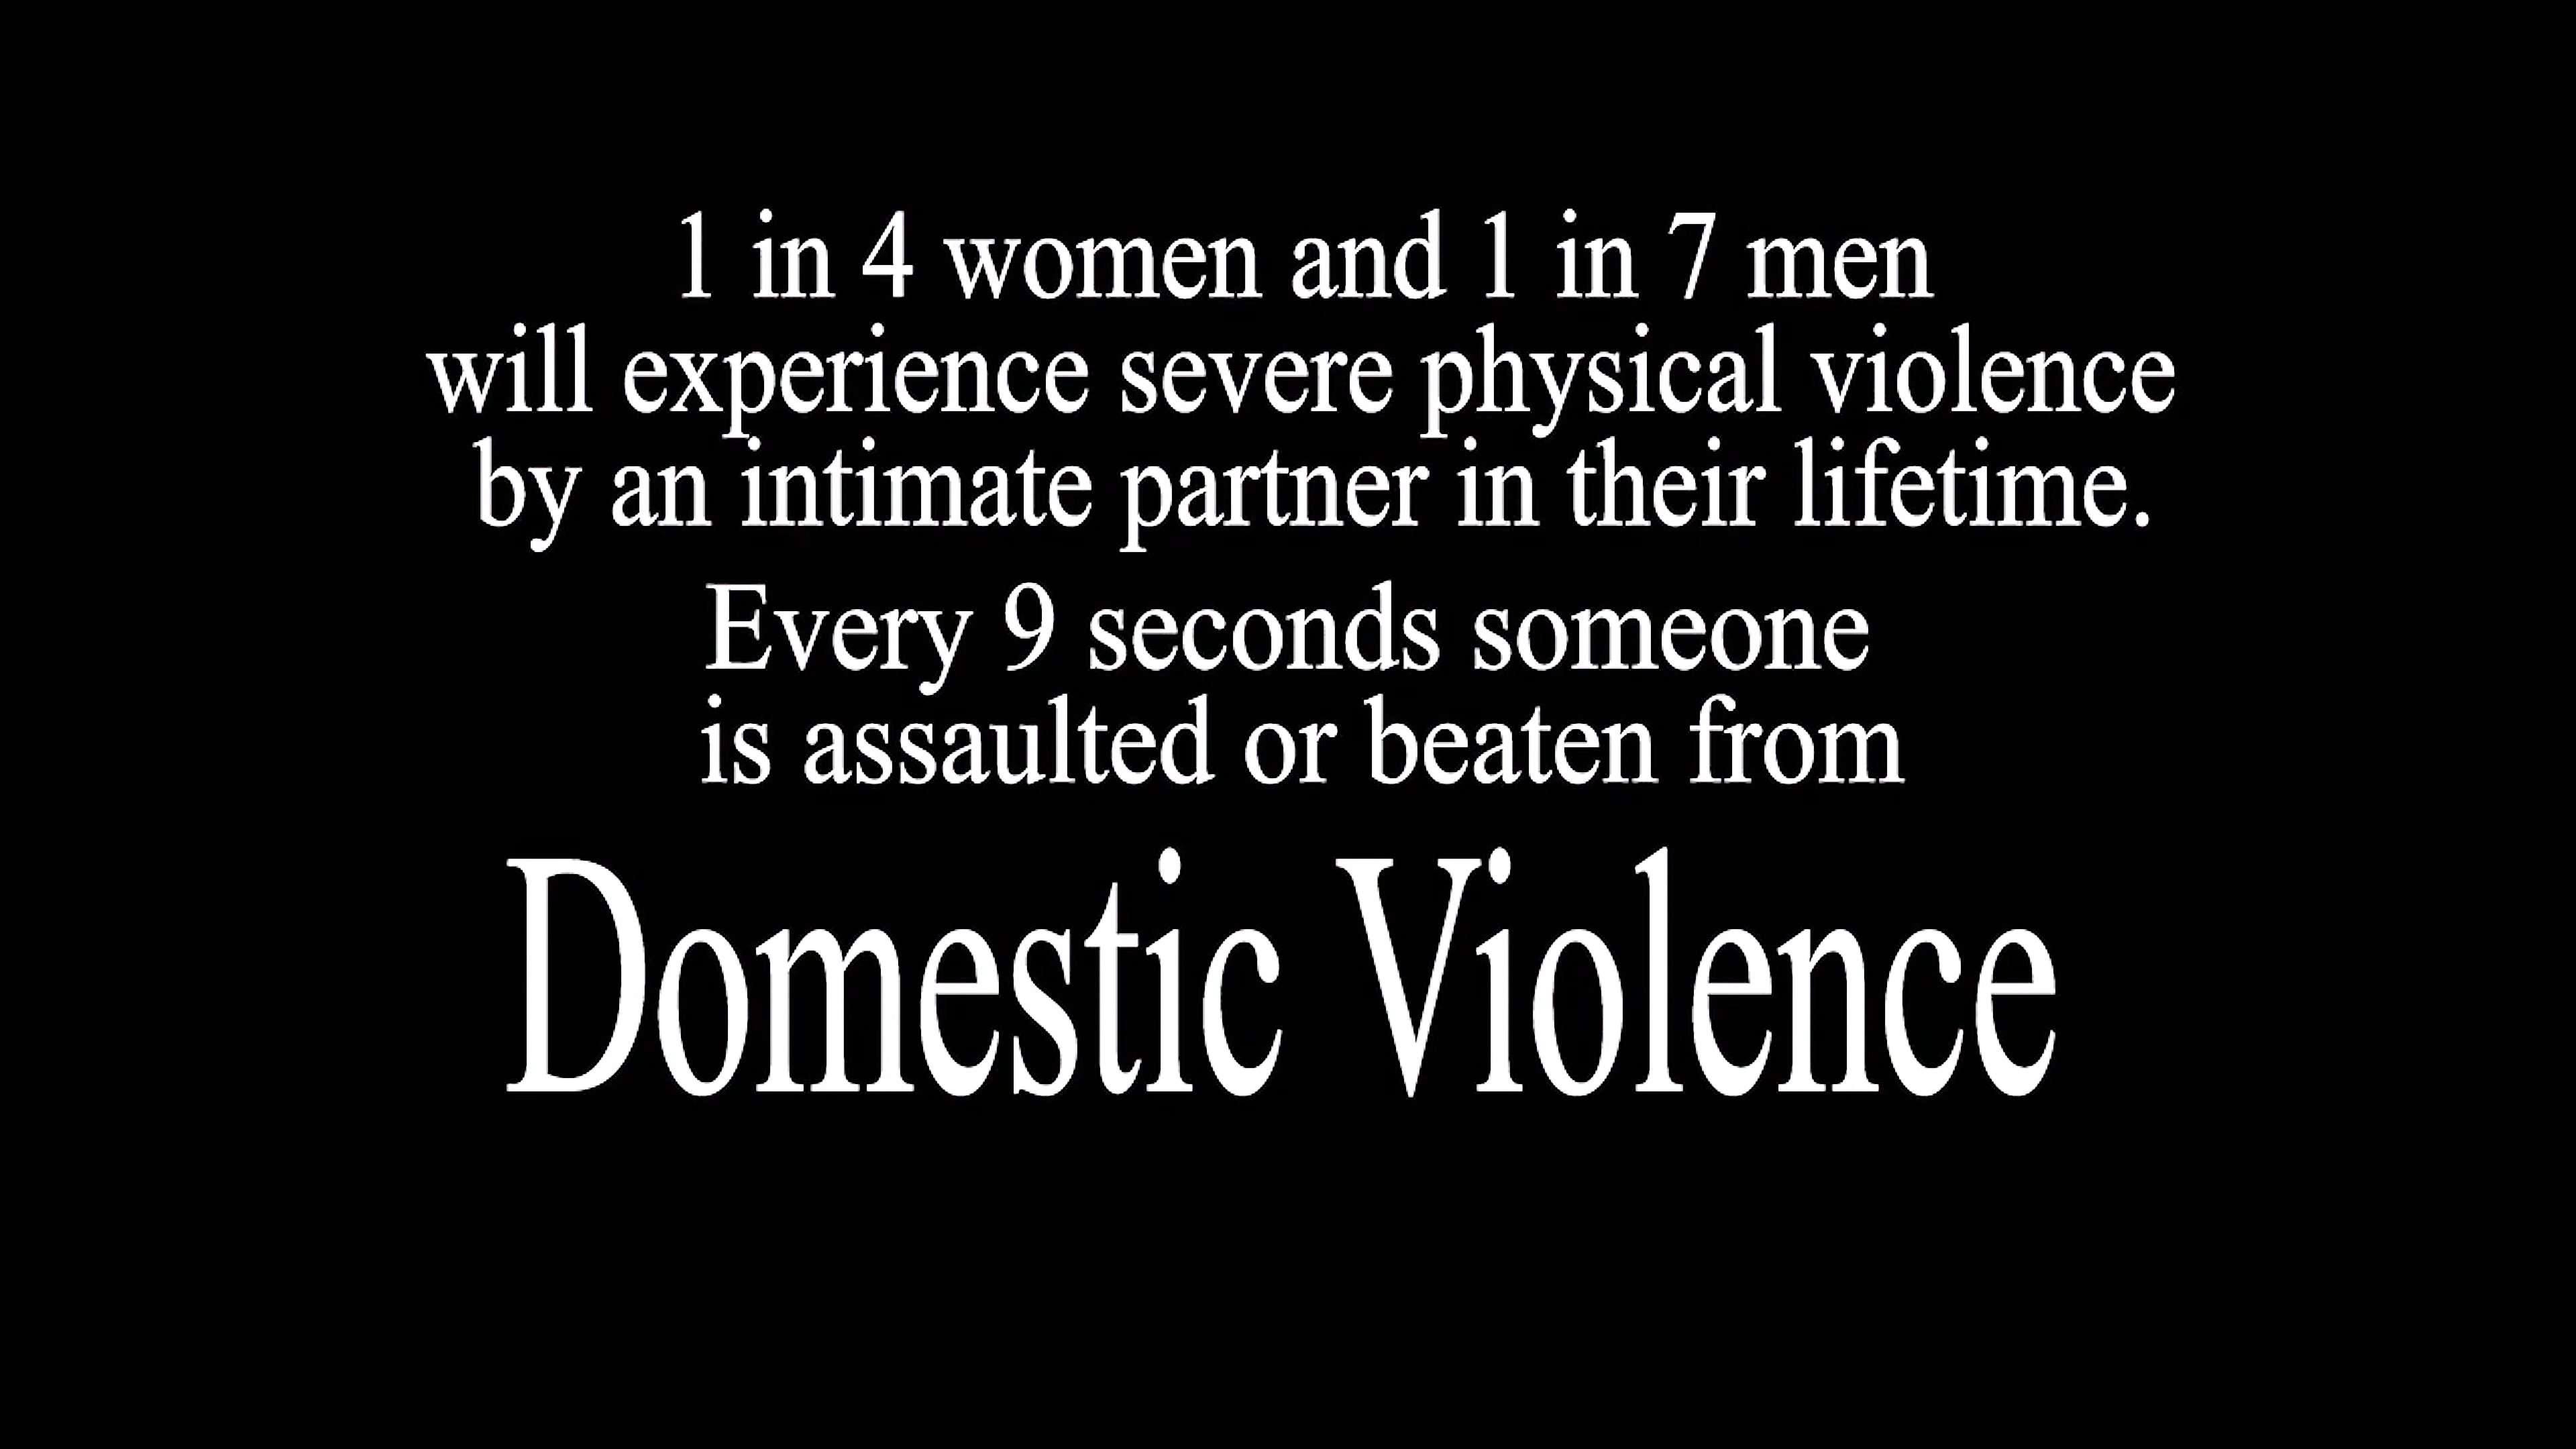 1 in 4 women and 1 in 7 men
will experience severe physical violence
by an intimate partner in their lifetime.
Every 9 seconds someone
is assaulted or beaten from
Domestic Violence